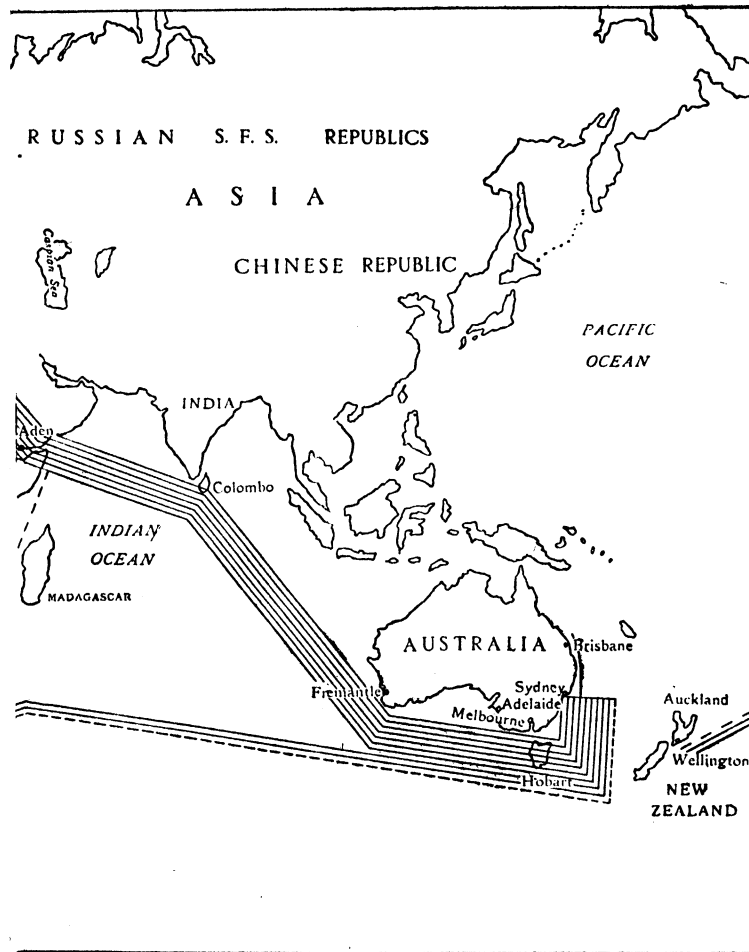 RUSSIAN S. F. S. REPUBLICS
ASIA
Caspian Sea
CHINESE REPUBLIC
PACIFIC
OCEAN
INDIA
Aden
Colombo
INDIAN
OCEAN
MADAGASCAR
AUSTRALIA
Brisbane
Fremantle
Sydney
Adelaide
Melbourne
Hobart
Auckland
Wellington
NEW
ZEALAND